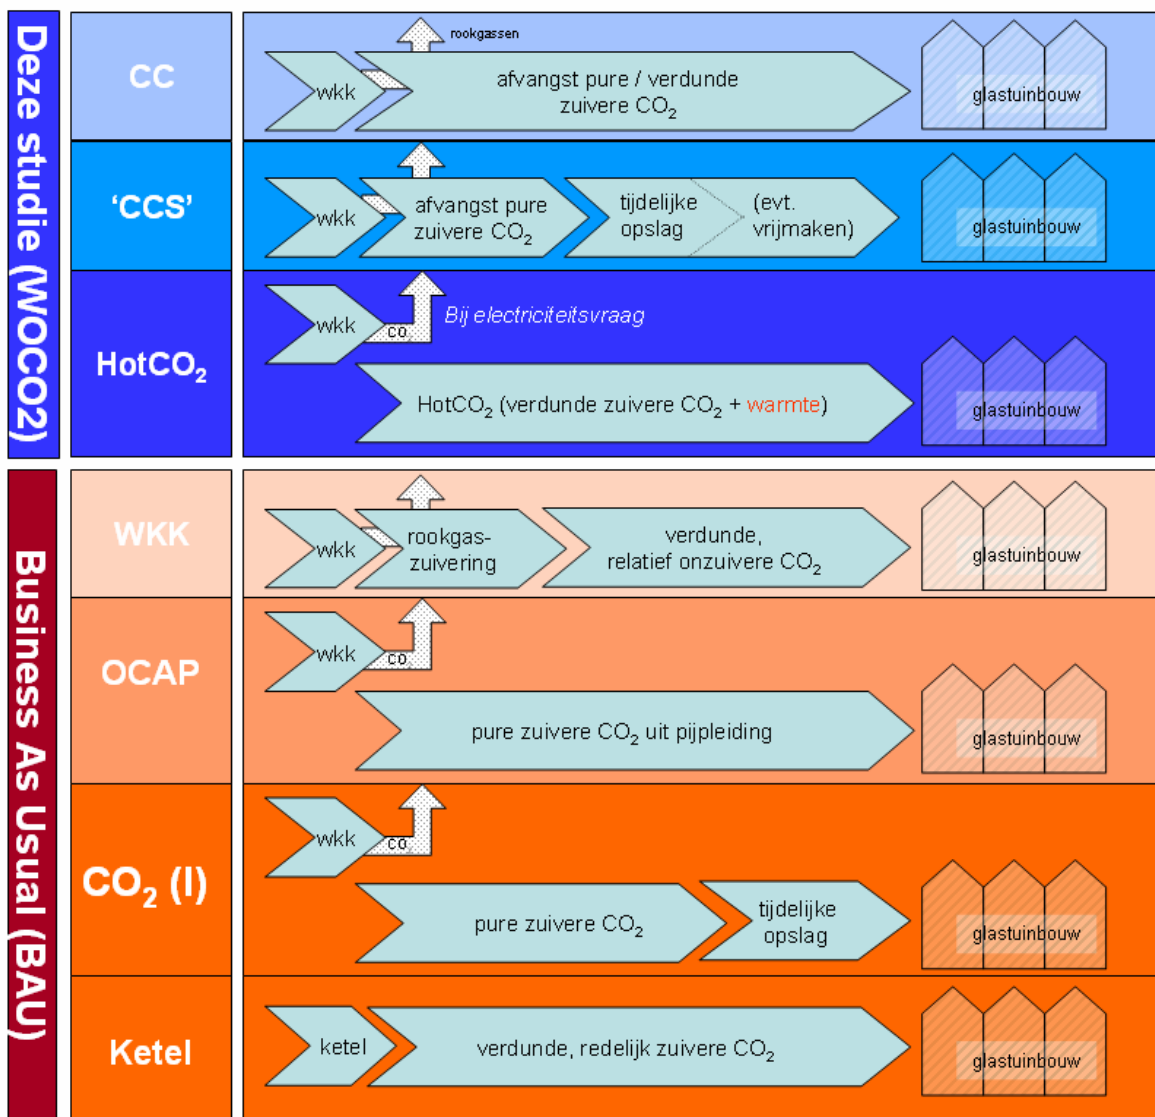 Deze studie (WOCO2)
CC
rookgassen
wkk
afvangst pure / verdunde
zuivere CO₂
glastuinbouw
‘CCS’
wkk
afvangst pure
zuivere CO₂
tijdelijke
opslag
(evt.
vrijmaken)
glastuinbouw
HotCO₂
wkk
CO
Bij electriciteitsvraag
HotCO₂ (verdunde zuivere CO₂ + warmte)
glastuinbouw
Business As Usual (BAU)
WKK
wkk
rookgas-
zuivering
verdunde,
relatief onzuivere CO₂
glastuinbouw
OCAP
wkk
CO
pure zuivere CO₂ uit pijpleiding
glastuinbouw
CO₂ (l)
wkk
CO
pure zuivere CO₂
tijdelijke
opslag
glastuinbouw
Ketel
ketel
verdunde, redelijk zuivere CO₂
glastuinbouw